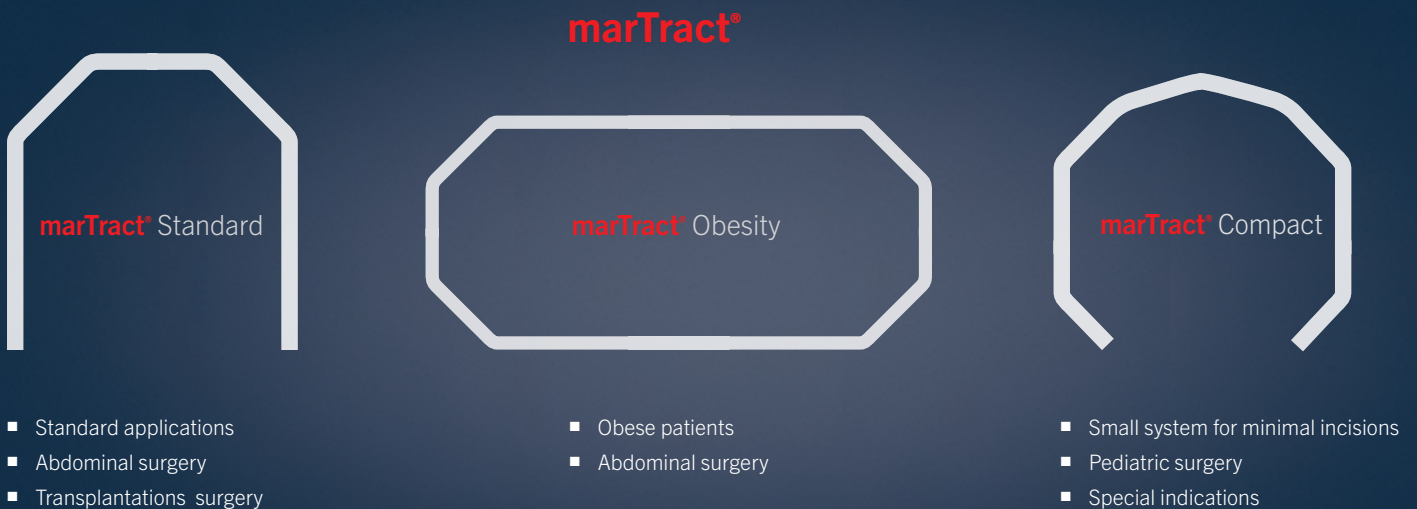 marTract®
marTract® Standard
marTract® Obesity
marTract® Compact
▪ Standard applications
▪ Abdominal surgery
▪ Transplantations surgery
▪ Obese patients
▪ Abdominal surgery
▪ Small system for minimal incisions
▪ Pediatric surgery
▪ Special indications